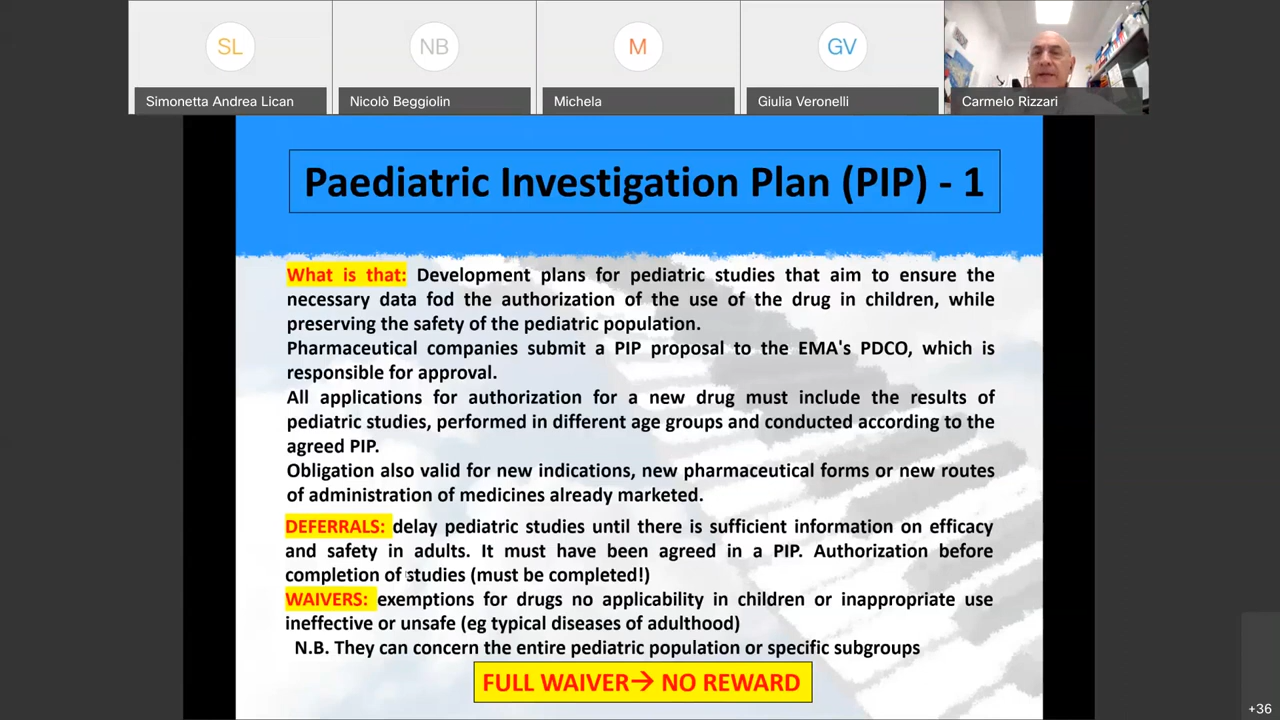 SL
NB
M
GV
Simonetta Andrea Lican
Nicolò Beggiolin
Michela
Giulia Veronelli
Carmelo Rizzari
Paediatric Investigation Plan (PIP) - 1
What is that: Development plans for pediatric studies that aim to ensure the
necessary data fod the authorization of the use of the drug in children, while
preserving the safety of the pediatric population.
Pharmaceutical companies submit a PIP proposal to the EMA's PDCO, which is
responsible for approval.
All applications for authorization for a new drug must include the results of
pediatric studies, performed in different age groups and conducted according to the
agreed PIP.
Obligation also valid for new indications, new pharmaceutical forms or new routes
of administration of medicines already marketed.
DEFERRALS: delay pediatric studies until there is sufficient information on efficacy
and safety in adults. It must have been agreed in a PIP. Authorization before
completion of studies (must be completed!)
WAIVERS: exemptions for drugs no applicability in children or inappropriate use
ineffective or unsafe (eg typical diseases of adulthood)
N.B. They can concern the entire pediatric population or specific subgroups
FULL WAIVER→ NO REWARD
+36